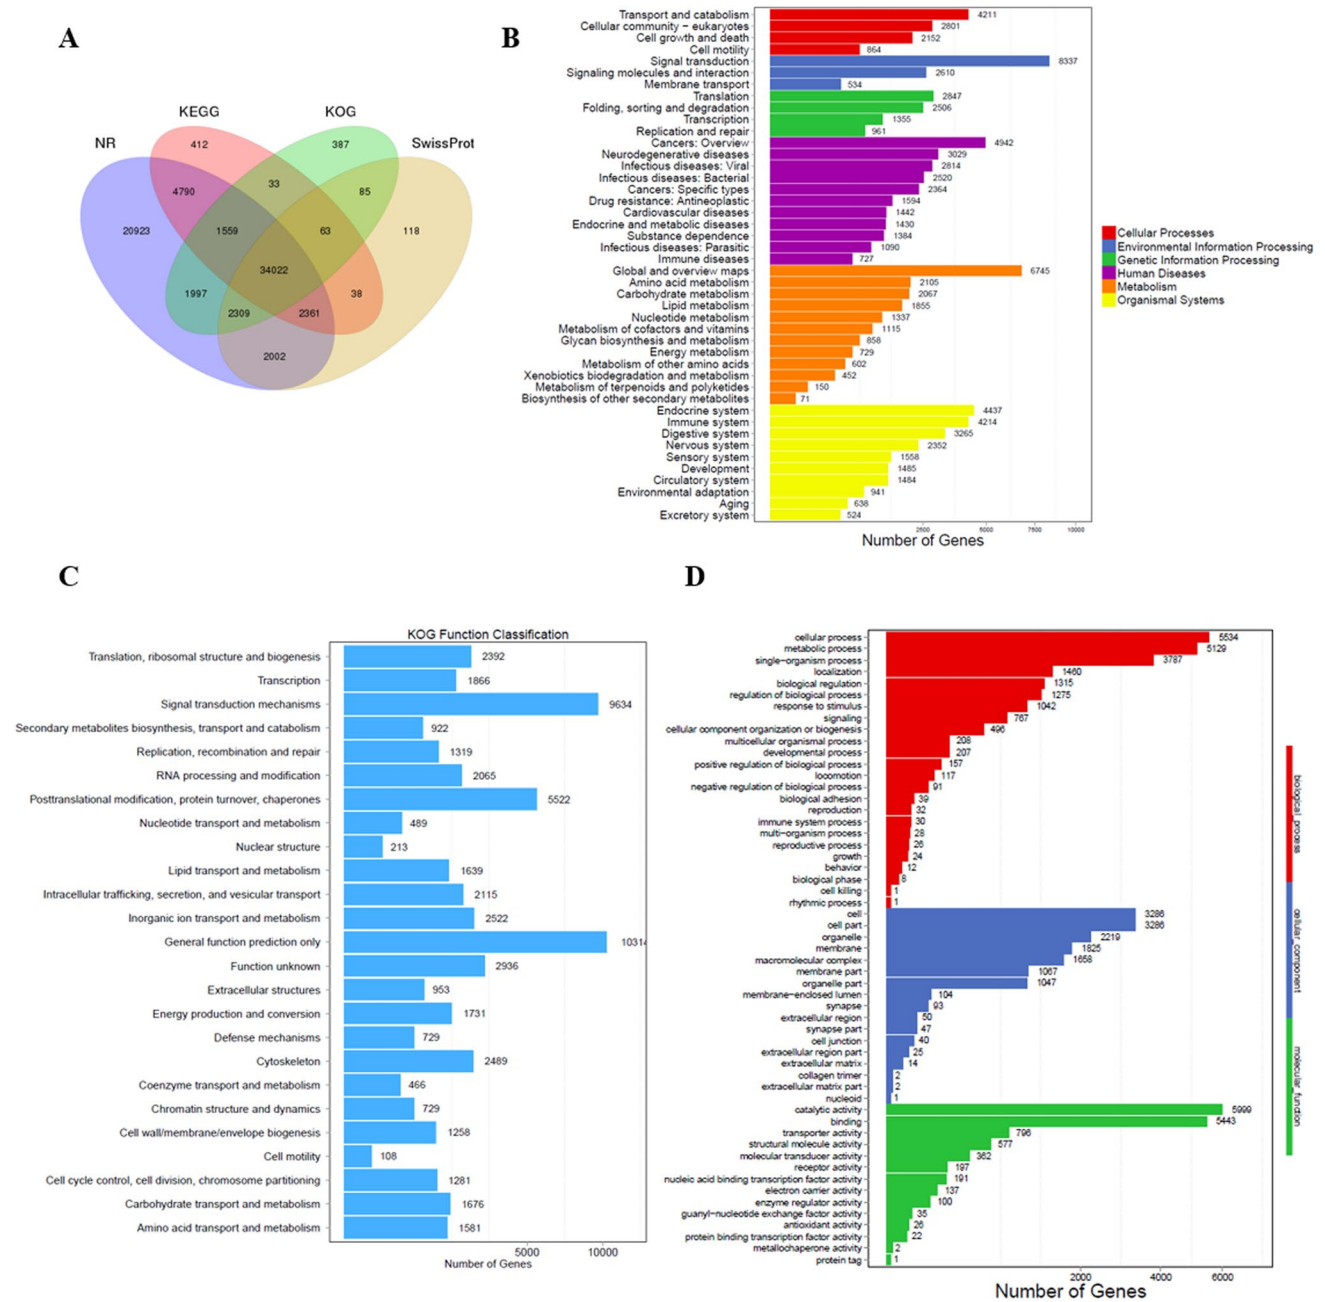 A
KEGG
KOG
NR
SwissProt
412
387
33
4790
85
20923
1559
63
118
34022
1997
38
2309
2361
2002
B
Transport and catabolism 4211
Cellular community − eukaryotes 2801
Cell growth and death 2152
Cell motility 864
Signal transduction 8337
Signaling molecules and interaction 2610
Membrane transport 534
Translation 2847
Folding, sorting and degradation 2506
Transcription 1355
Replication and repair 961
Cancers: Overview 4942
Neurodegenerative diseases 3029
Infectious diseases: Viral 2814
Infectious diseases: Bacterial 2520
Cancers: Specific types 2364
Drug resistance: Antineoplastic 1594
Cardiovascular diseases 1442
Endocrine and metabolic diseases 1430
Substance dependence 1384
Infectious diseases: Parasitic 1090
Immune diseases 727
Global and overview maps 6745
Amino acid metabolism 2105
Carbohydrate metabolism 2067
Lipid metabolism 1855
Nucleotide metabolism 1337
Metabolism of cofactors and vitamins 1115
Glycan biosynthesis and metabolism 858
Energy metabolism 729
Metabolism of other amino acids 602
Xenobiotics biodegradation and metabolism 452
Metabolism of terpenoids and polyketides 150
Biosynthesis of other secondary metabolites 71
Endocrine system 4437
Immune system 4214
Digestive system 3265
Nervous system 2352
Sensory system 1558
Development 1485
Circulatory system 1484
Environmental adaptation 941
Aging 638
Excretory system 524
2500 5000 7500 10000
Number of Genes
Cellular Processes
Environmental Information Processing
Genetic Information Processing
Human Diseases
Metabolism
Organismal Systems
C
KOG Function Classification
Translation, ribosomal structure and biogenesis 2392
Transcription 1866
Signal transduction mechanisms 9634
Secondary metabolites biosynthesis, transport and catabolism 922
Replication, recombination and repair 1319
RNA processing and modification 2065
Posttranslational modification, protein turnover, chaperones 5522
Nucleotide transport and metabolism 489
Nuclear structure 213
Lipid transport and metabolism 1639
Intracellular trafficking, secretion, and vesicular transport 2115
Inorganic ion transport and metabolism 2522
General function prediction only 10314
Function unknown 2936
Extracellular structures 953
Energy production and conversion 1731
Defense mechanisms 729
Cytoskeleton 2489
Coenzyme transport and metabolism 466
Chromatin structure and dynamics 729
Cell wall/membrane/envelope biogenesis 1258
Cell motility 108
Cell cycle control, cell division, chromosome partitioning 1281
Carbohydrate transport and metabolism 1676
Amino acid transport and metabolism 1581
5000 10000
Number of Genes
D
cellular process 5534
metabolic process 5129
single−organism process 3787
localization 1460
biological regulation 1315
regulation of biological process 1275
response to stimulus 1042
signaling 767
cellular component organization or biogenesis 496
multicellular organismal process 208
developmental process 207
positive regulation of biological process 157
locomotion 117
negative regulation of biological process 91
biological adhesion 39
reproduction 32
immune system process 30
multi−organism process 28
reproductive process 26
growth 24
behavior 12
biological phase 8
cell killing 1
rhythmic process 1
cell 3286
cell part 3286
organelle 2219
membrane 1825
macromolecular complex 1658
membrane part 1067
organelle part 1047
membrane−enclosed lumen 104
synapse 93
extracellular region 50
synapse part 47
cell junction 40
extracellular region part 25
extracellular matrix 14
collagen trimer 2
extracellular matrix part 2
nucleoid 1
catalytic activity 5999
binding 5443
transporter activity 796
structural molecule activity 577
molecular transducer activity 362
receptor activity 197
nucleic acid binding transcription factor activity 191
electron carrier activity 137
enzyme regulator activity 100
guanyl−nucleotide exchange factor activity 35
antioxidant activity 26
protein binding transcription factor activity 22
metallochaperone activity 2
protein tag 1
2000 4000 6000
Number of Genes
biological_process
cellular_component
molecular_function